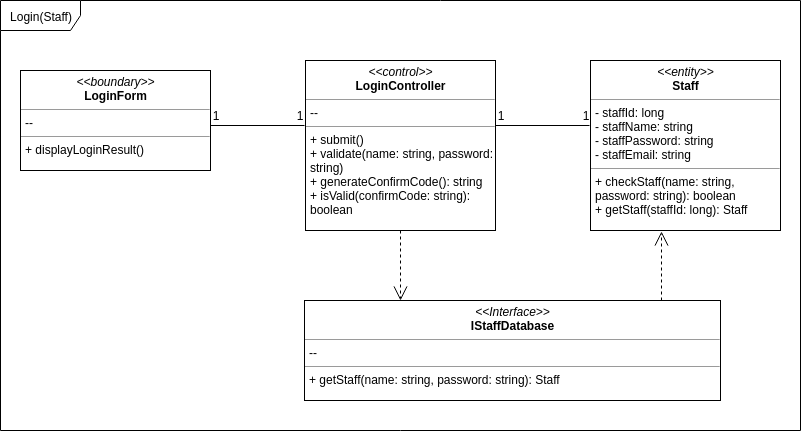 Login(Staff)
<<boundary>>
LoginForm
--
+ displayLoginResult()
1
1
<<control>>
LoginController
--
+ submit()
+ validate(name: string, password:
string)
+ generateConfirmCode(): string
+ isValid(confirmCode: string):
boolean
1
1
<<entity>>
Staff
- staffId: long
- staffName: string
- staffPassword: string
- staffEmail: string
+ checkStaff(name: string,
password: string): boolean
+ getStaff(staffId: long): Staff
<<Interface>>
IStaffDatabase
--
+ getStaff(name: string, password: string): Staff